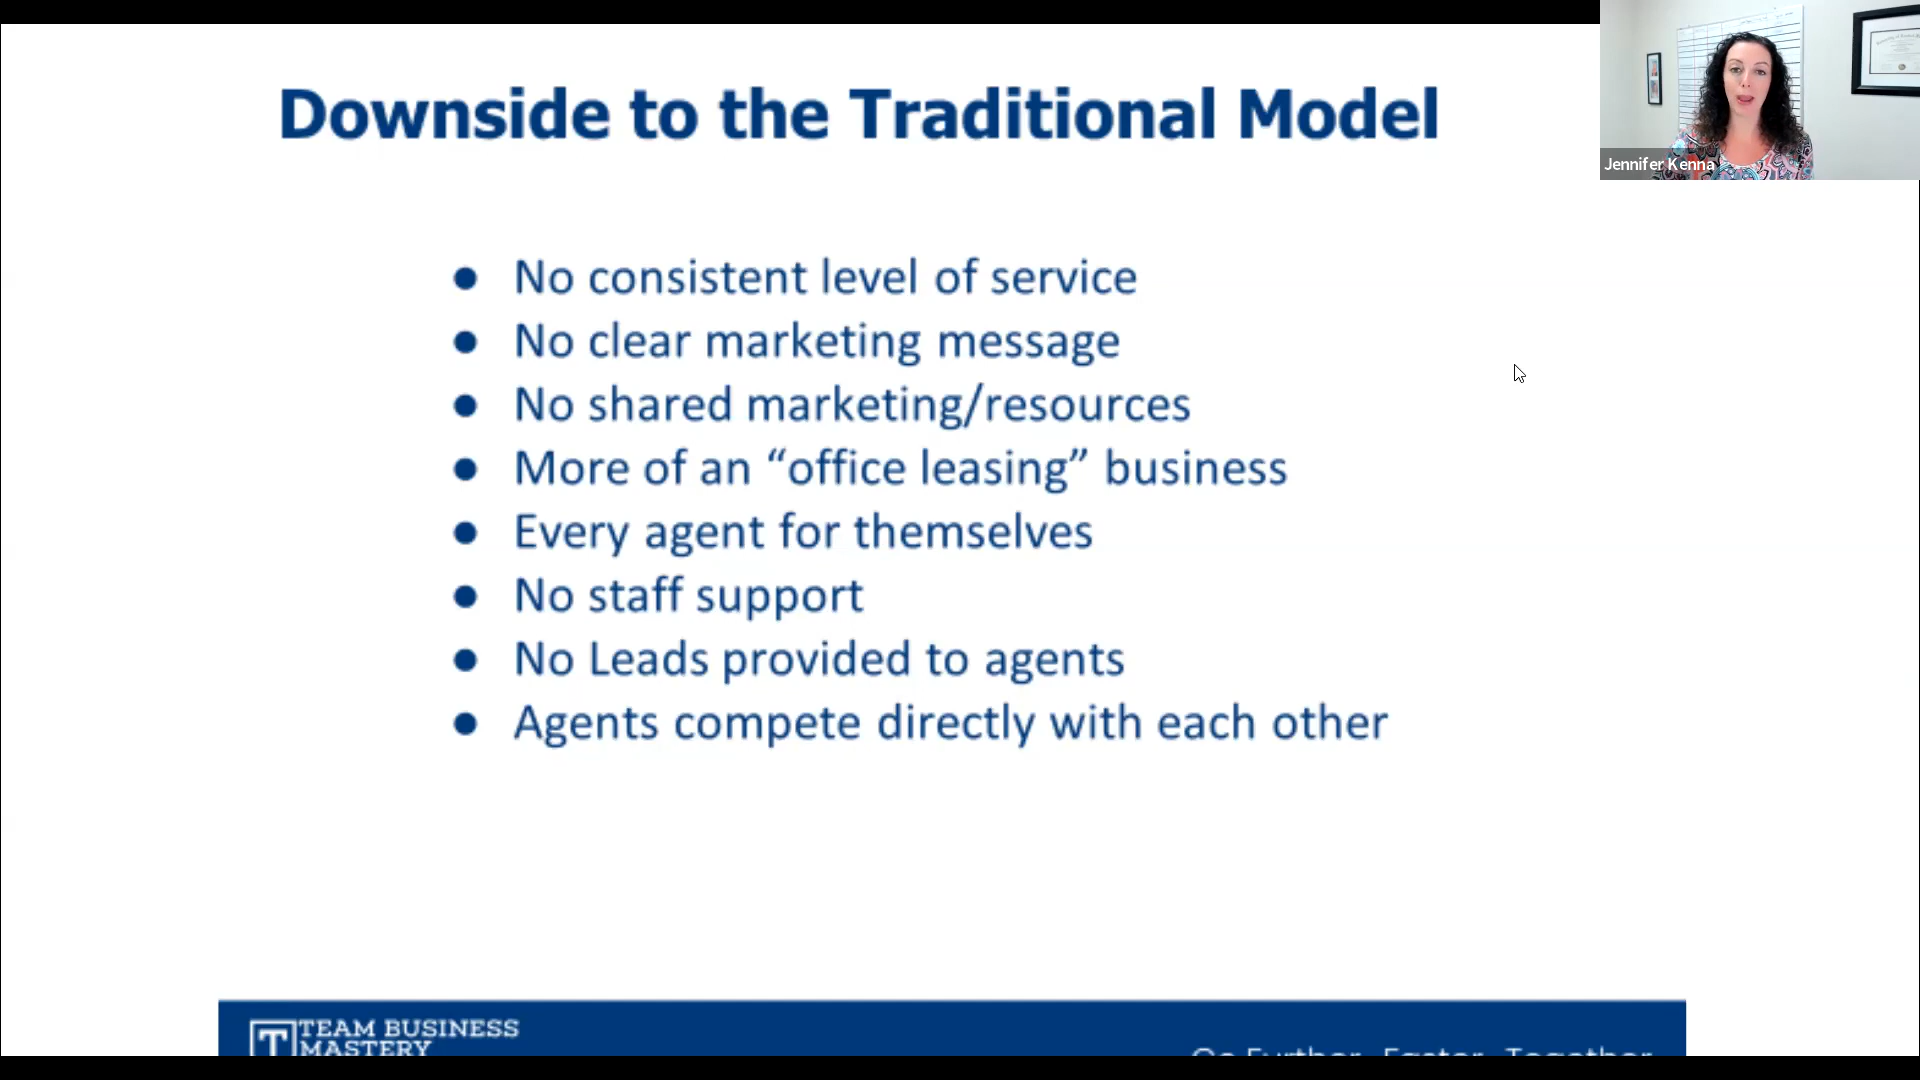 Downside to the Traditional Model
Jennifer Kenna
● No consistent level of service
● No clear marketing message
● No shared marketing/resources
● More of an “office leasing” business
● Every agent for themselves
● No staff support
● No Leads provided to agents
● Agents compete directly with each other
T TEAM BUSINESS
MASTERY
Go Further. Faster. Together.